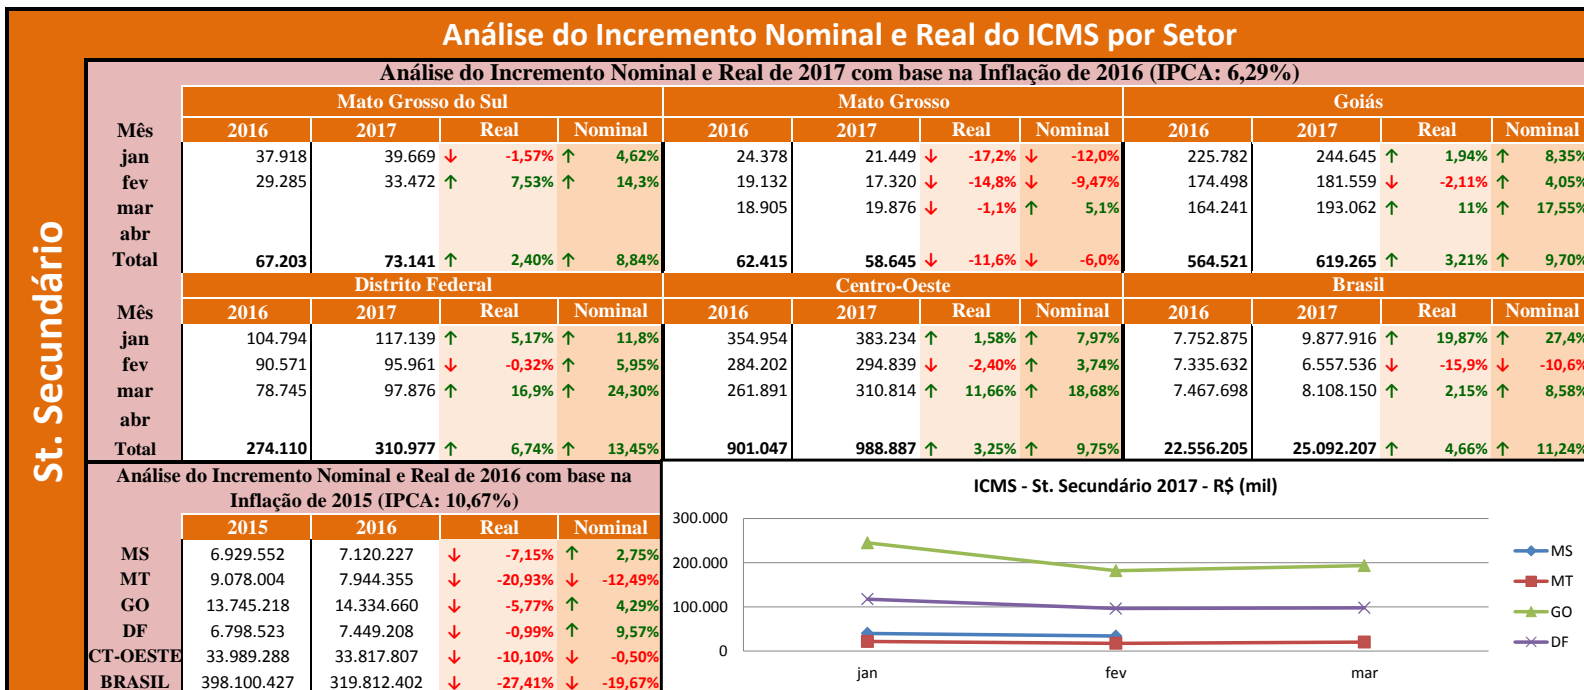 Análise do Incremento Nominal e Real do ICMS por Setor
St. Secundário
Análise do Incremento Nominal e Real de 2017 com base na Inflação de 2016 (IPCA: 6,29%)
Mato Grosso do Sul Mato Grosso Goiás
Mês 2016 2017 Real Nominal 2016 2017 Real Nominal 2016 2017 Real Nominal
jan 37.918 39.669 ↓ -1,57% ↑ 4,62% 24.378 21.449 ↓ -17,2% ↓ -12,0% 225.782 244.645 ↑ 1,94% ↑ 8,35%
fev 29.285 33.472 ↑ 7,53% ↑ 14,3% 19.132 17.320 ↓ -14,8% ↓ -9,47% 174.498 181.559 ↓ -2,11% ↑ 4,05%
mar 18.905 19.876 ↓ -1,1% ↑ 5,1% 164.241 193.062 ↑ 11% ↑ 17,55%
abr
Total 67.203 73.141 ↑ 2,40% ↑ 8,84% 62.415 58.645 ↓ -11,6% ↓ -6,0% 564.521 619.265 ↑ 3,21% ↑ 9,70%
Distrito Federal Centro-Oeste Brasil
Mês 2016 2017 Real Nominal 2016 2017 Real Nominal 2016 2017 Real Nominal
jan 104.794 117.139 ↑ 5,17% ↑ 11,8% 354.954 383.234 ↑ 1,58% ↑ 7,97% 7.752.875 9.877.916 ↑ 19,87% ↑ 27,4%
fev 90.571 95.961 ↓ -0,32% ↑ 5,95% 284.202 294.839 ↓ -2,40% ↑ 3,74% 7.335.632 6.557.536 ↓ -15,9% ↓ -10,6%
mar 78.745 97.876 ↑ 16,9% ↑ 24,30% 261.891 310.814 ↑ 11,66% ↑ 18,68% 7.467.698 8.108.150 ↑ 2,15% ↑ 8,58%
abr
Total 274.110 310.977 ↑ 6,74% ↑ 13,45% 901.047 988.887 ↑ 3,25% ↑ 9,75% 22.556.205 25.092.207 ↑ 4,66% ↑ 11,24%
Análise do Incremento Nominal e Real de 2016 com base na
Inflação de 2015 (IPCA: 10,67%)
2015 2016 Real Nominal
MS 6.929.552 7.120.227 ↓ -7,15% ↑ 2,75%
MT 9.078.004 7.944.355 ↓ -20,93% ↓ -12,49%
GO 13.745.218 14.334.660 ↓ -5,77% ↑ 4,29%
DF 6.798.523 7.449.208 ↓ -0,99% ↑ 9,57%
CT-OESTE 33.989.288 33.817.807 ↓ -10,10% ↓ -0,50%
BRASIL 398.100.427 319.812.402 ↓ -27,41% ↓ -19,67%
ICMS - St. Secundário 2017 - R$ (mil)
300.000
200.000
100.000
0
jan fev mar
MS
MT
GO
DF